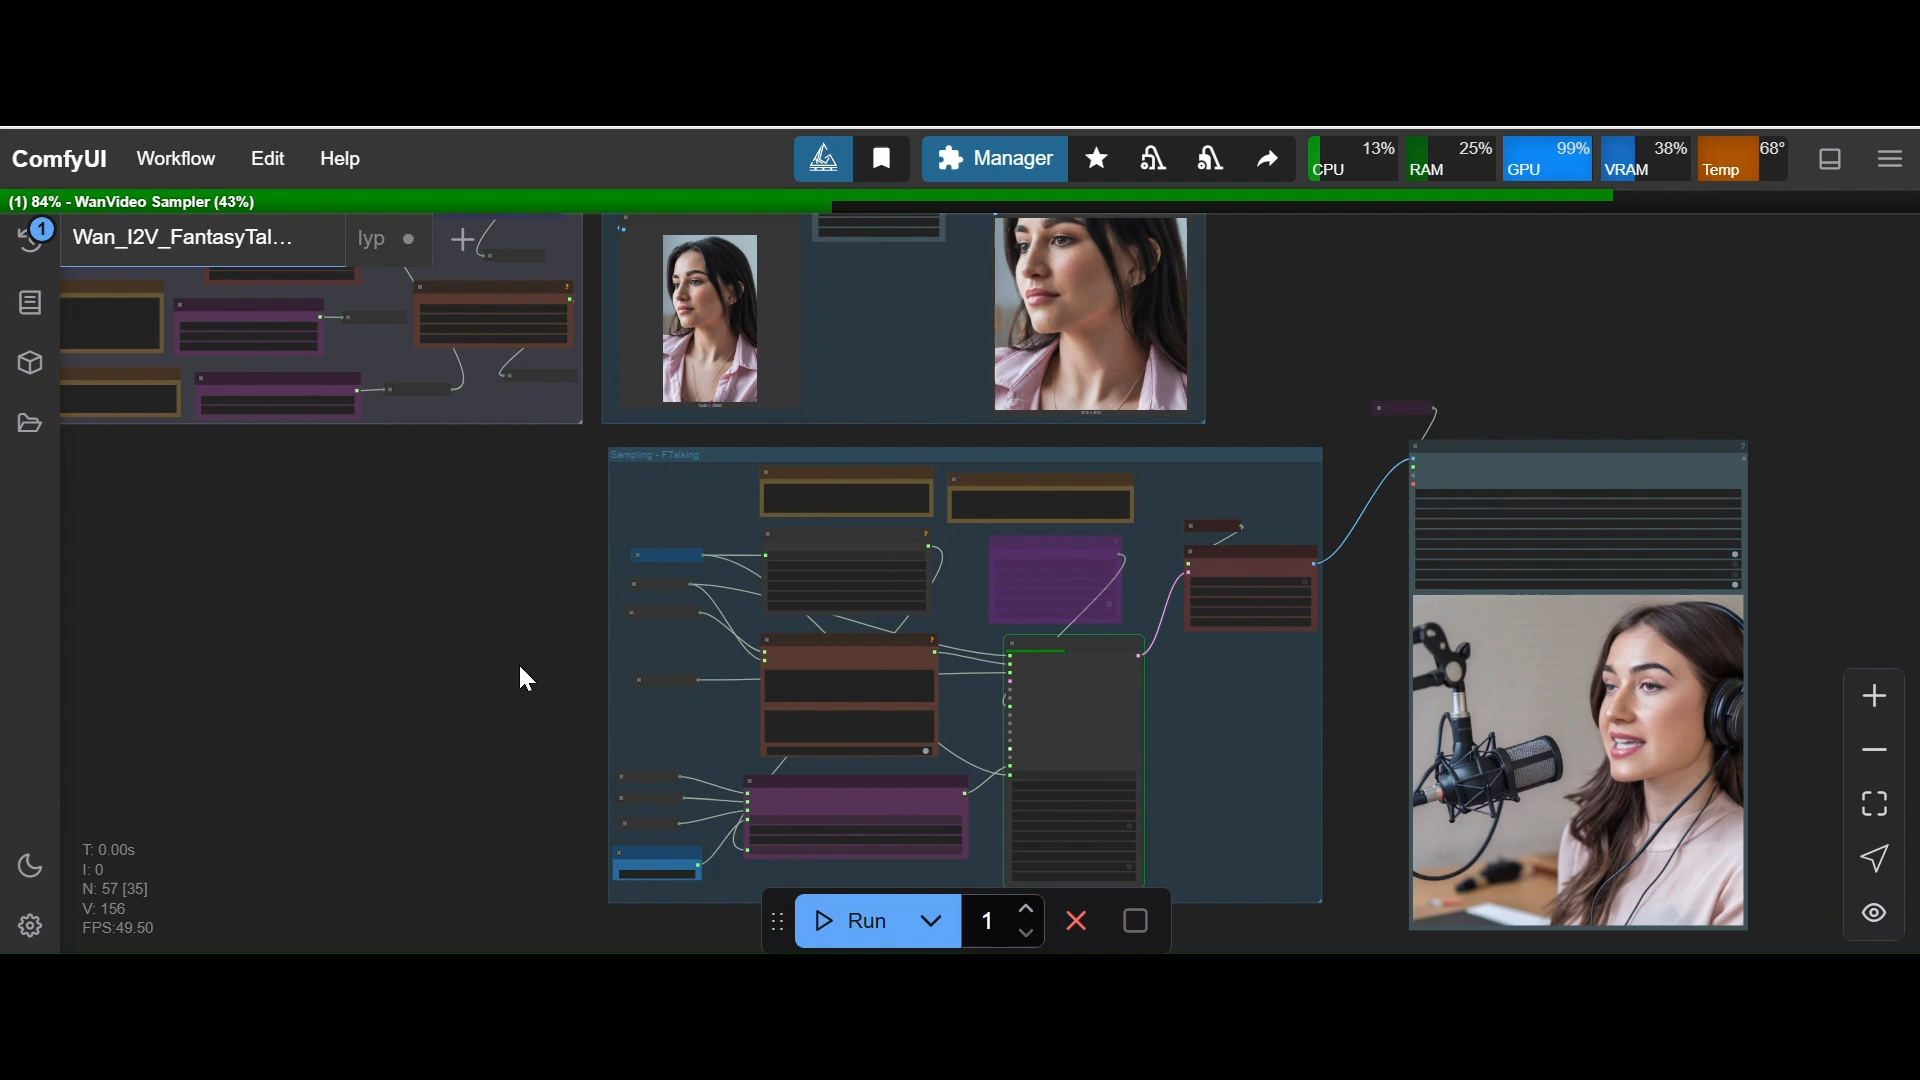 ComfyUI Workflow Edit Help Manager CPU 13% RAM 25% GPU 99% VRAM 38% Temp 68°
(1) 84% - WanVideo Sampler (43%)
1 Wan_I2V_FantasyTal... lyp
Sampling - FTalking
T: 0.00s
I: 0
N: 57 [35]
V: 156
FPS:49.50
Run 1